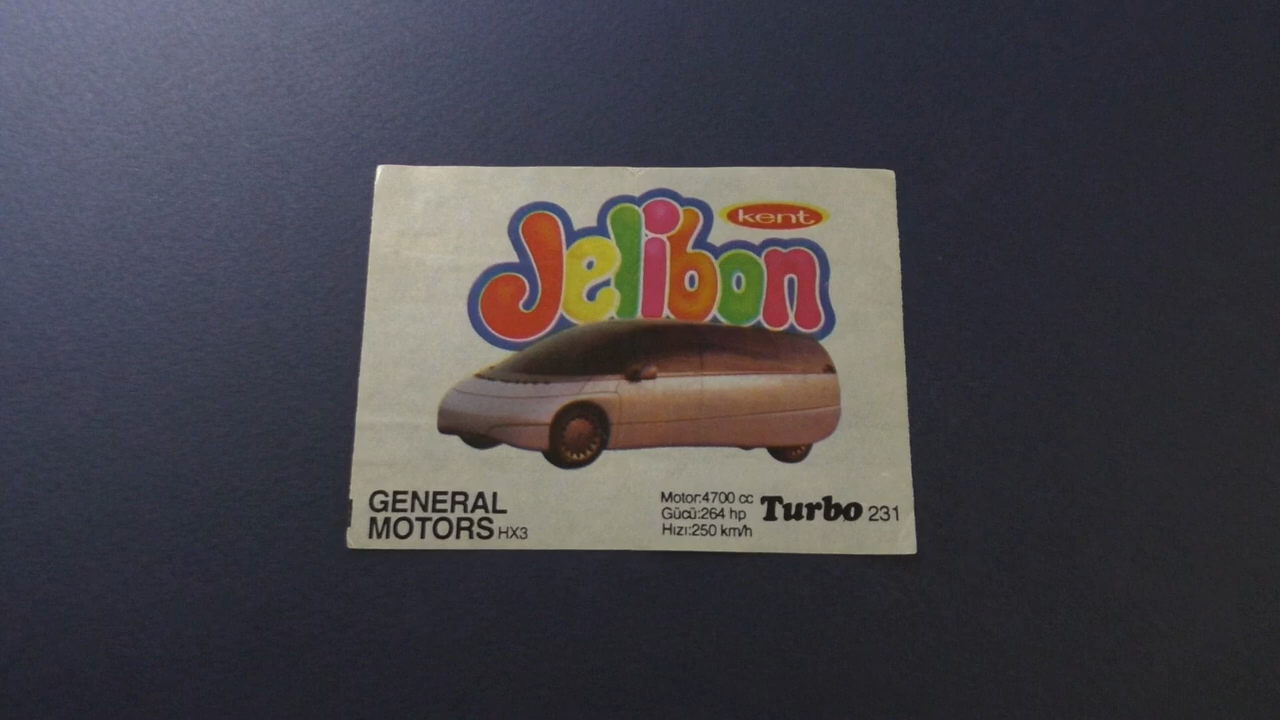 Jelibon
kent
GENERAL
MOTORS HX3
Motor:4700 cc
Gücü:264 hp
Hızı:250 km/h
Turbo 231